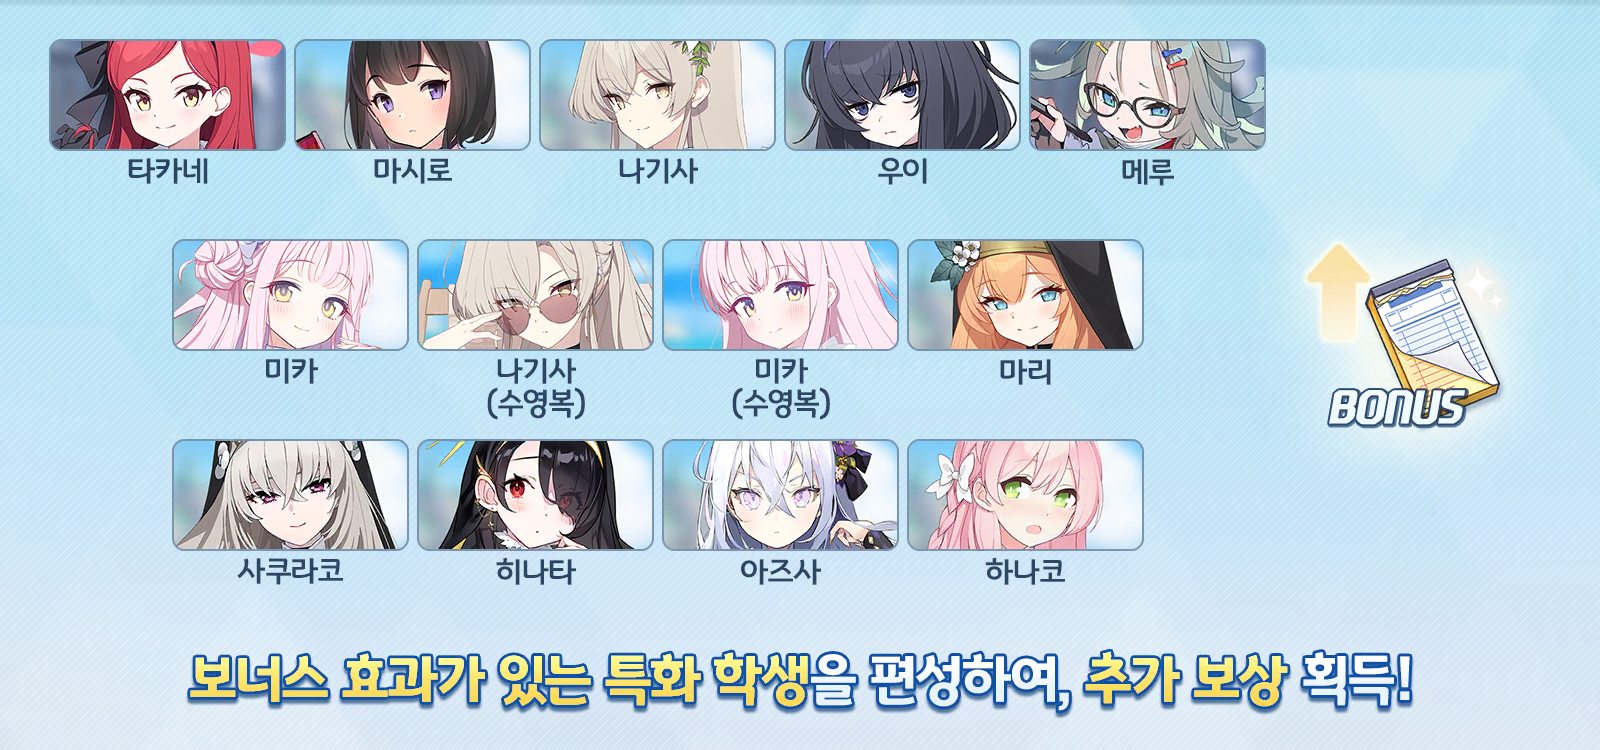 타카네 마시로 나기사 우이 메루
미카 나기사 미카 마리
(수영복) (수영복)
BONUS
사쿠라코 히나타 아즈사 하나코
보너스 효과가 있는 특화 학생을 편성하여, 추가 보상 획득!